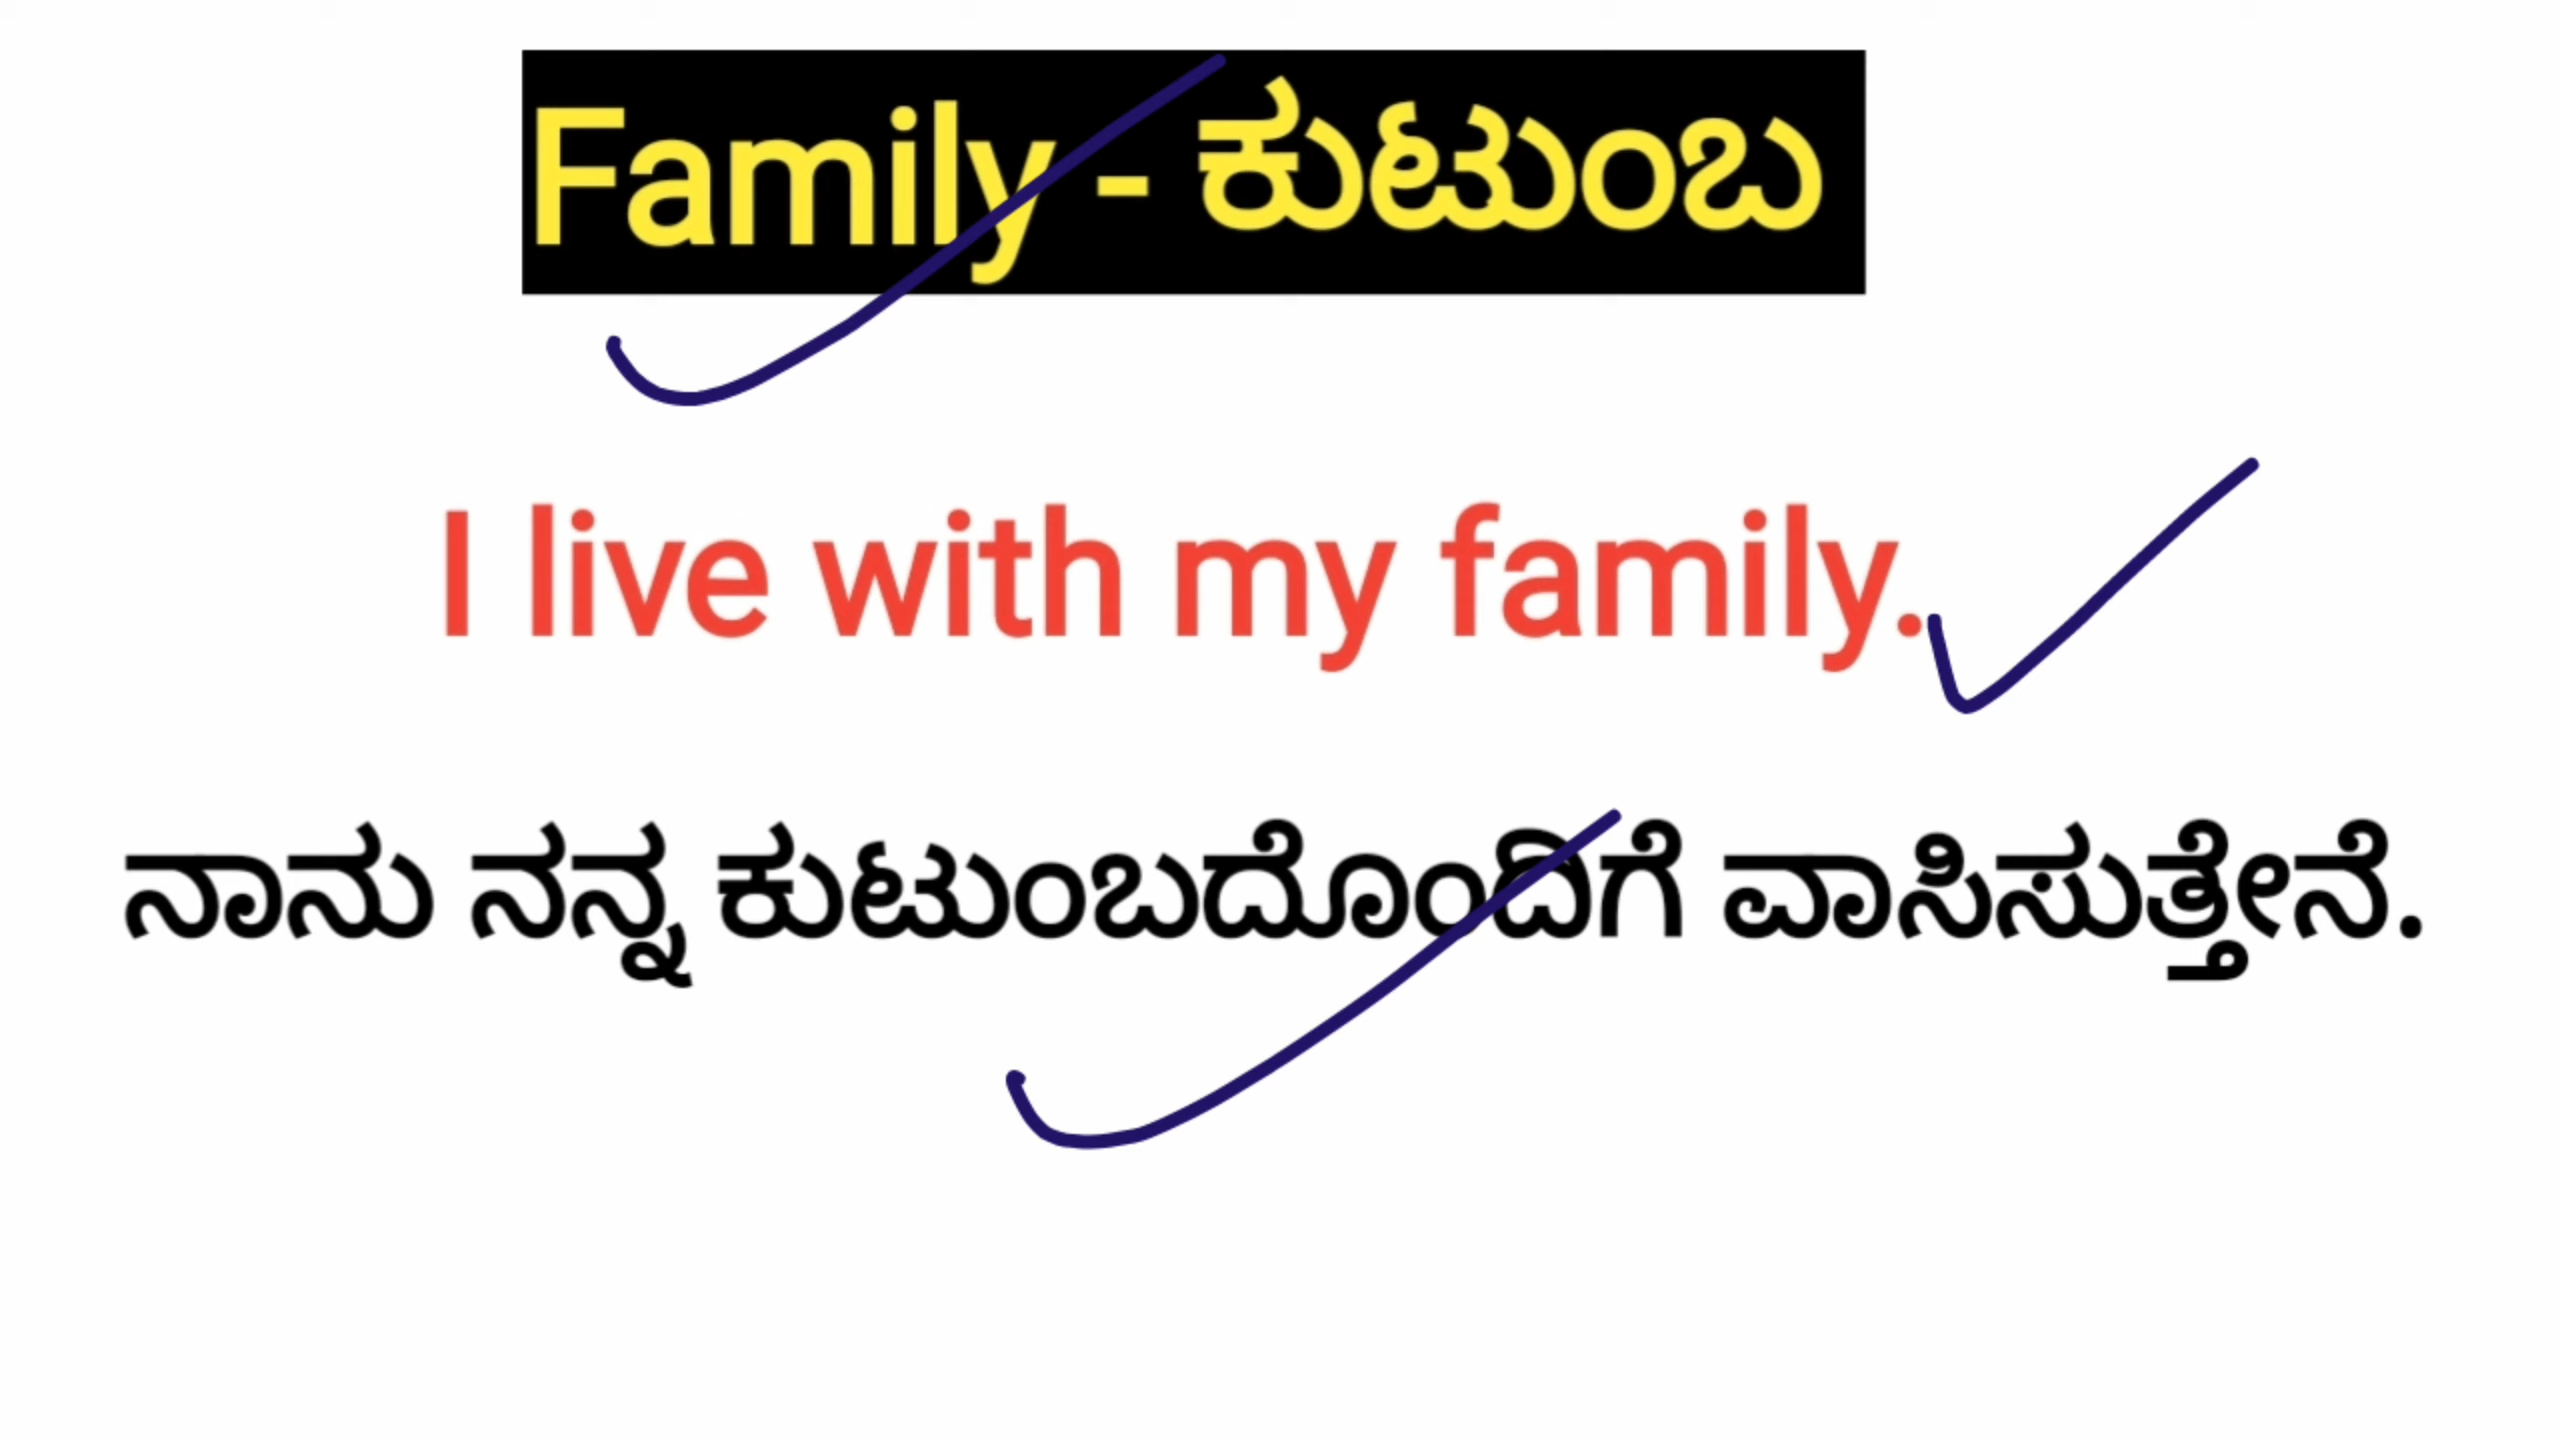 Family - ಕುಟುಂಬ
I live with my family.
ನಾನು ನನ್ನ ಕುಟುಂಬದೊಂದಿಗೆ ವಾಸಿಸುತ್ತೇನೆ.